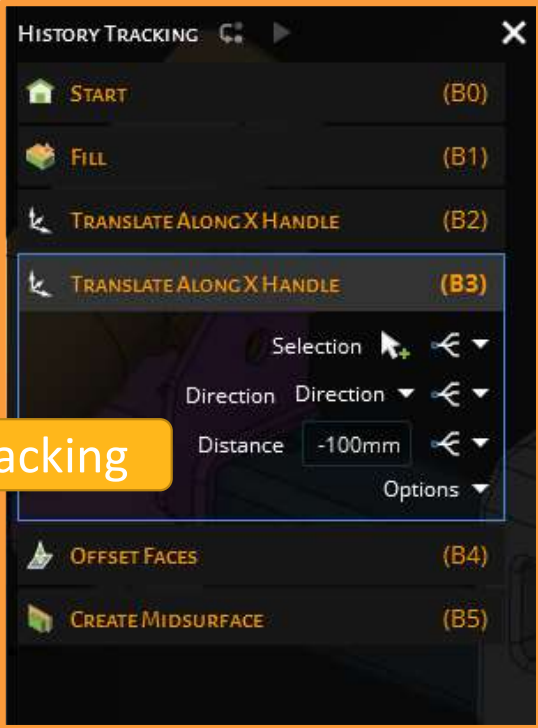 HISTORY TRACKING
START (B0)
FILL (B1)
TRANSLATE ALONG X HANDLE (B2)
TRANSLATE ALONG X HANDLE (B3)
Selection
Direction Direction
acking
Distance -100mm
Options
OFFSET FACES (B4)
CREATE MIDSURFACE (B5)